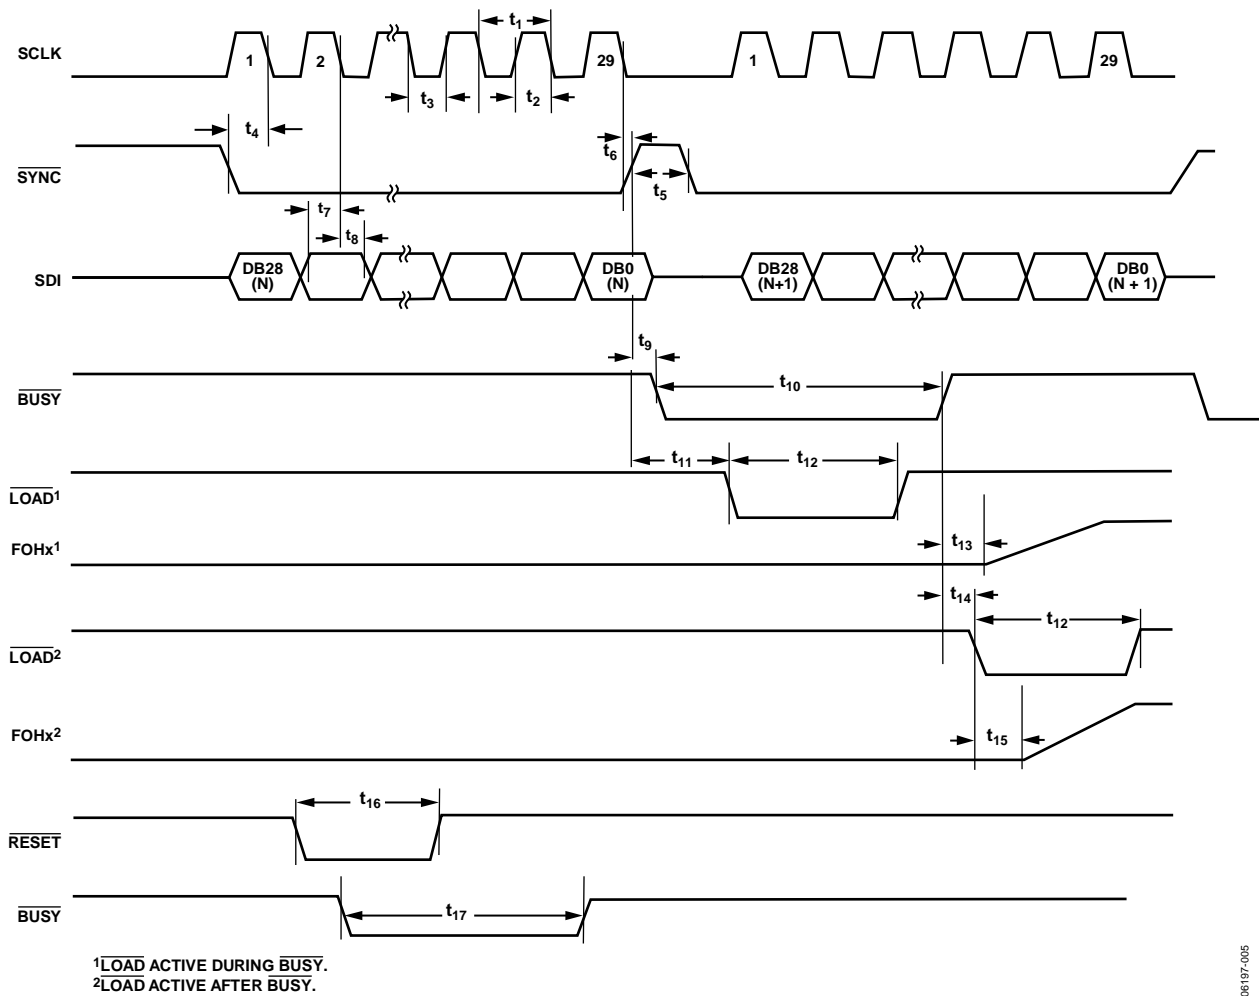 t1
SCLK
1
2
29
1
29
t3
t2
t4
t6
SYNC
t5
t7
t8
SDI
DB28
(N)
DB0
(N)
DB28
(N+1)
DB0
(N + 1)
t9
t10
BUSY
t11
t12
LOAD1
FOHx1
t13
t14
t12
LOAD2
FOHx2
t15
t16
RESET
BUSY
t17
1LOAD ACTIVE DURING BUSY.
2LOAD ACTIVE AFTER BUSY.
06197-005